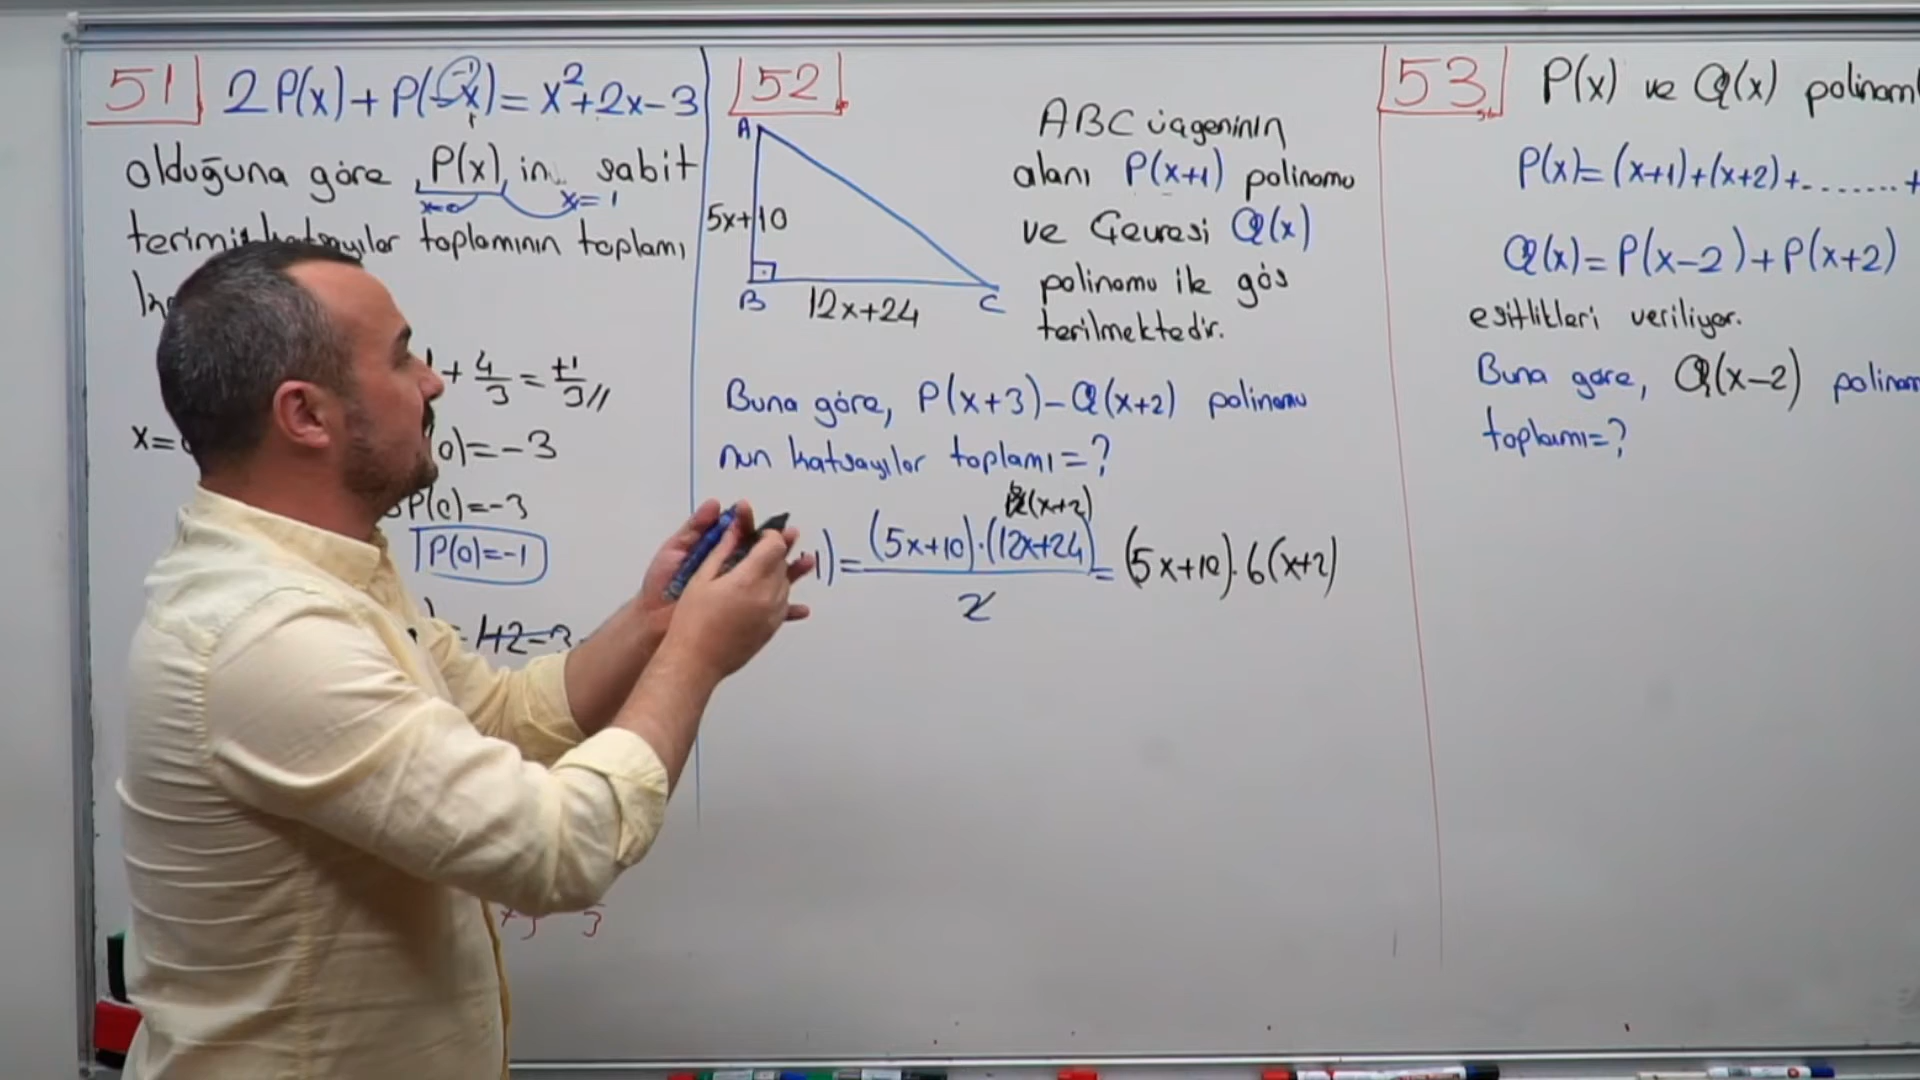 51 2P(x)+P(-x)=x²+2x-3
olduğuna göre, P(x), in sabit
x=0 x=1
terimi katsayılar toplamının toplamı
+ 4/3 = +1/3 //
x=
0)=-3
P(0)=-3
P(0)=-1
3
52
A
ABC üçgeninin
alanı P(x+1) polinomu
5x+10
ve Çevresi Q(x)
polinomu ile gös
B 12x+24 C
terilmektedir.
Buna göre, P(x+3)-Q(x+2) polinomu
nun katsayılar toplamı=?
(x+2)
1)= (5x+10)·(12x+24) / 2 = (5x+10)·6(x+2)
53 P(x) ve Q(x) polinoml
P(x)=(x+1)+(x+2)+........+
Q(x)=P(x-2)+P(x+2)
eşitlikleri veriliyor.
Buna göre, Q(x-2) polinom
toplamı=?